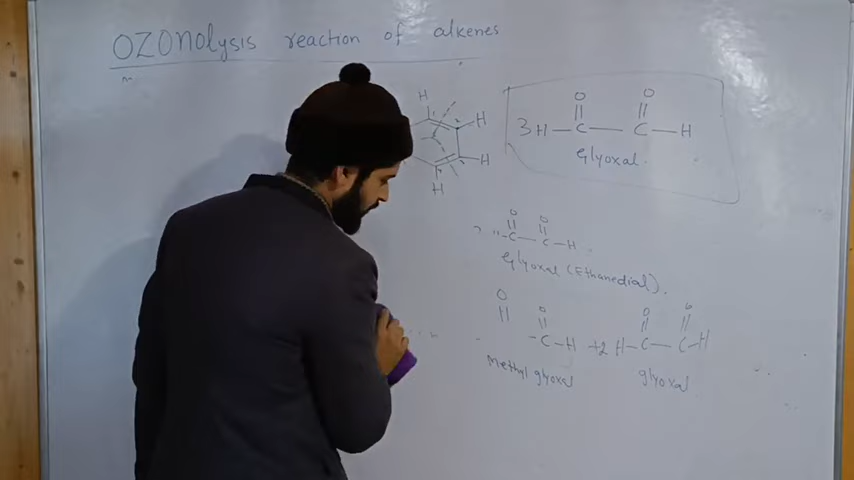 OZONolysis reaction of alkenes
H
H
H
H
O O
3 H — C — C — H
Glyoxal.
O O
C — C — H
Glyoxal (Ethanedial).
O O O O
- C - H + 2 H - C - C - H
Methyl glyoxal glyoxal